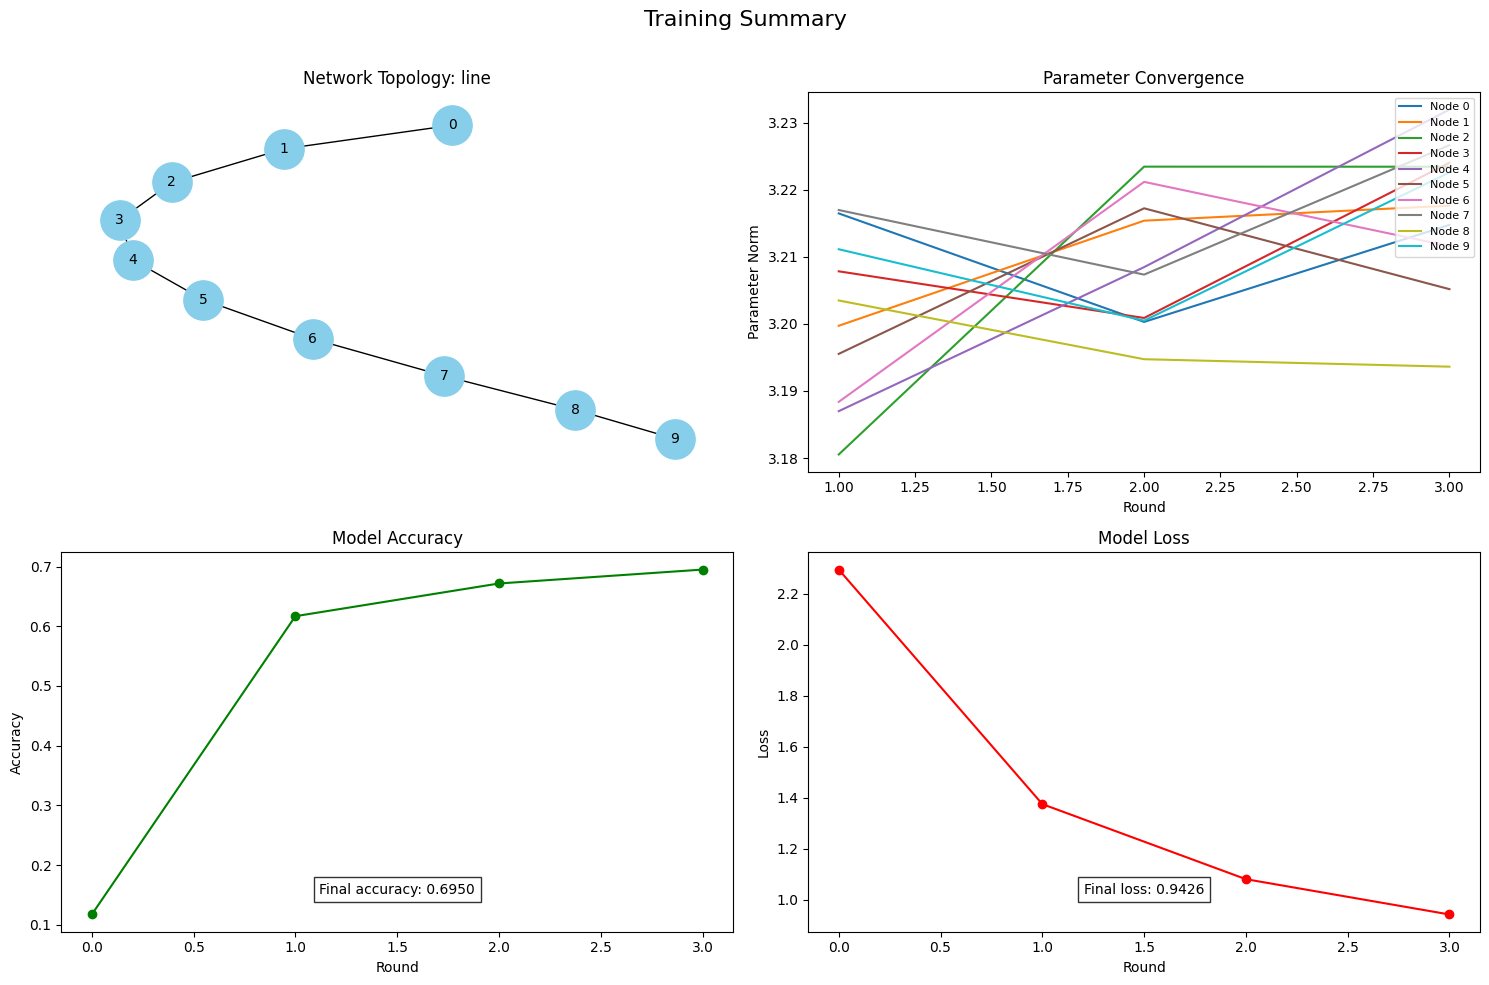 Training Summary
Network Topology: line
0
1
2
3
4
5
6
7
8
9
Parameter Convergence
Parameter Norm
3.23
3.22
3.21
3.20
3.19
3.18
1.00 1.25 1.50 1.75 2.00 2.25 2.50 2.75 3.00
Round
Node 0
Node 1
Node 2
Node 3
Node 4
Node 5
Node 6
Node 7
Node 8
Node 9
Model Accuracy
Accuracy
0.7
0.6
0.5
0.4
0.3
0.2
0.1
Final accuracy: 0.6950
0.0 0.5 1.0 1.5 2.0 2.5 3.0
Round
Model Loss
Loss
2.2
2.0
1.8
1.6
1.4
1.2
1.0
Final loss: 0.9426
0.0 0.5 1.0 1.5 2.0 2.5 3.0
Round